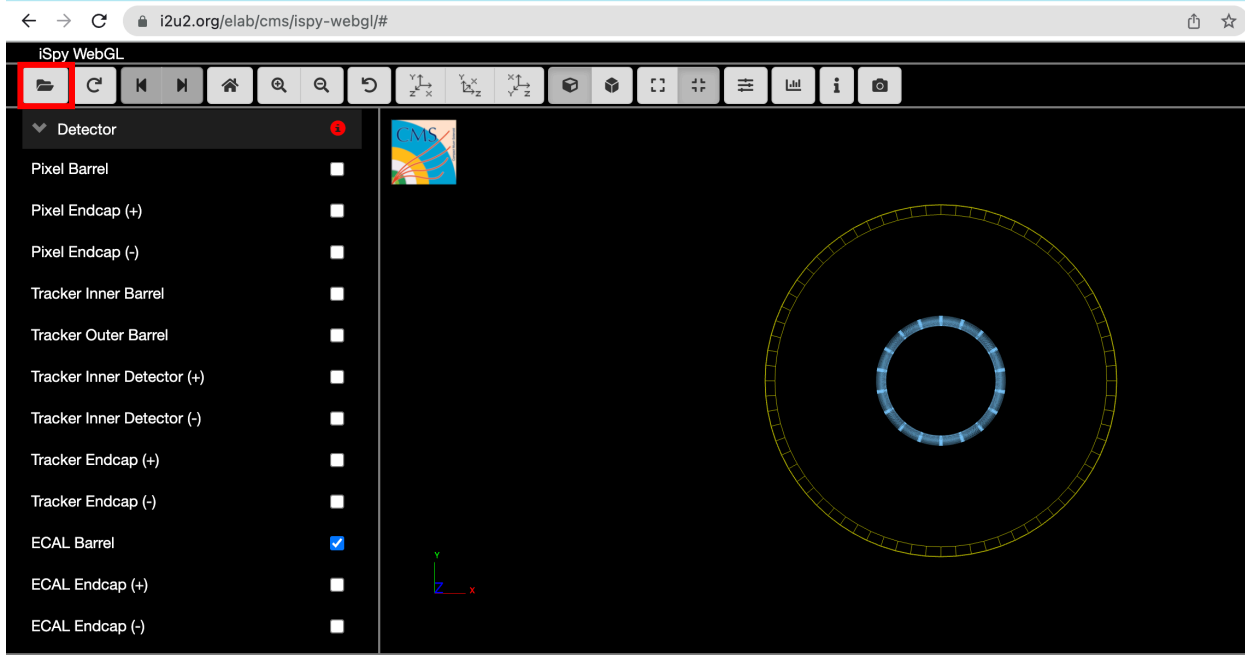 i2u2.org/elab/cms/ispy-webgl/#
iSpy WebGL
Detector
Pixel Barrel
Pixel Endcap (+)
Pixel Endcap (-)
Tracker Inner Barrel
Tracker Outer Barrel
Tracker Inner Detector (+)
Tracker Inner Detector (-)
Tracker Endcap (+)
Tracker Endcap (-)
ECAL Barrel
ECAL Endcap (+)
ECAL Endcap (-)
CMS
Y
Z X